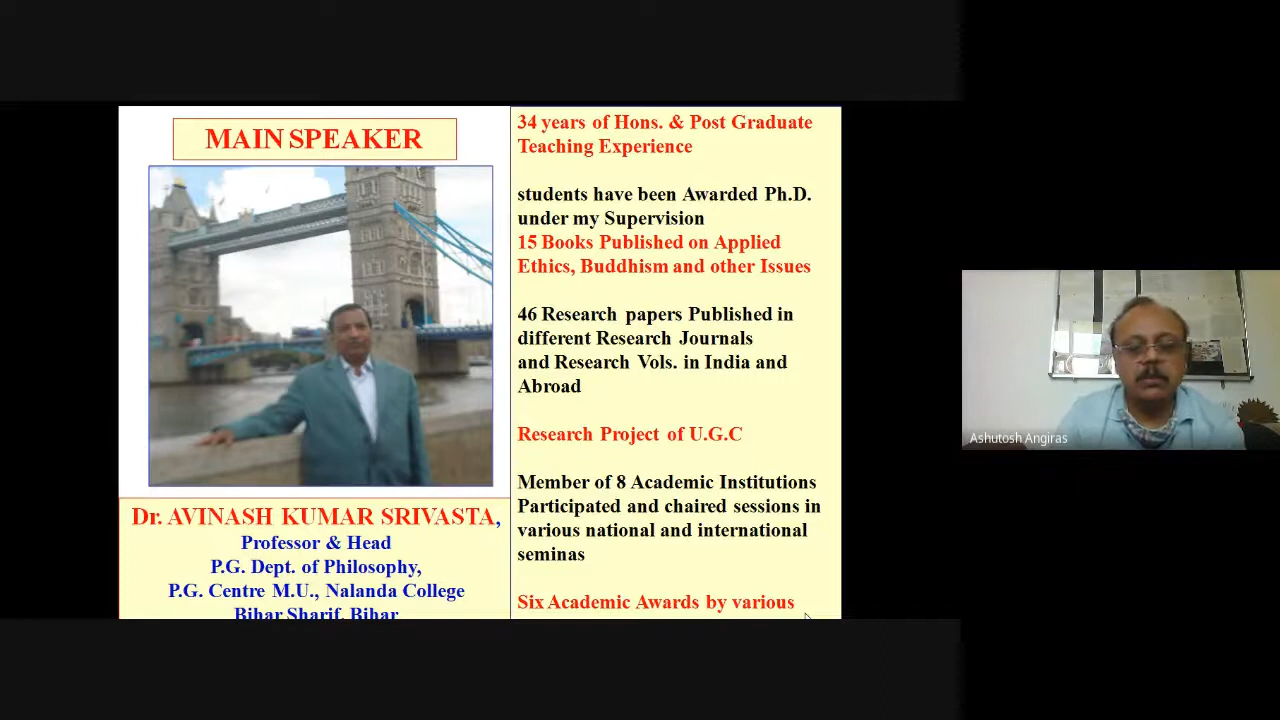 MAIN SPEAKER
Dr. AVINASH KUMAR SRIVASTA,
Professor & Head
P.G. Dept. of Philosophy,
P.G. Centre M.U., Nalanda College
Bihar Sharif, Bihar
34 years of Hons. & Post Graduate
Teaching Experience
students have been Awarded Ph.D.
under my Supervision
15 Books Published on Applied
Ethics, Buddhism and other Issues
46 Research papers Published in
different Research Journals
and Research Vols. in India and
Abroad
Research Project of U.G.C
Member of 8 Academic Institutions
Participated and chaired sessions in
various national and international
seminas
Six Academic Awards by various
Ashutosh Angiras